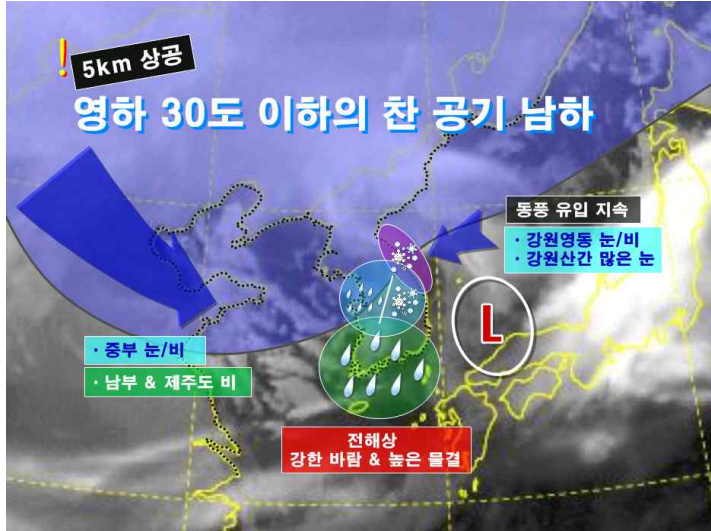 !
5km 상공
영하 30도 이하의 찬 공기 남하
동풍 유입 지속
· 강원영동 눈/비
· 강원산간 많은 눈
L
· 중부 눈/비
· 남부 & 제주도 비
전해상
강한 바람 & 높은 물결